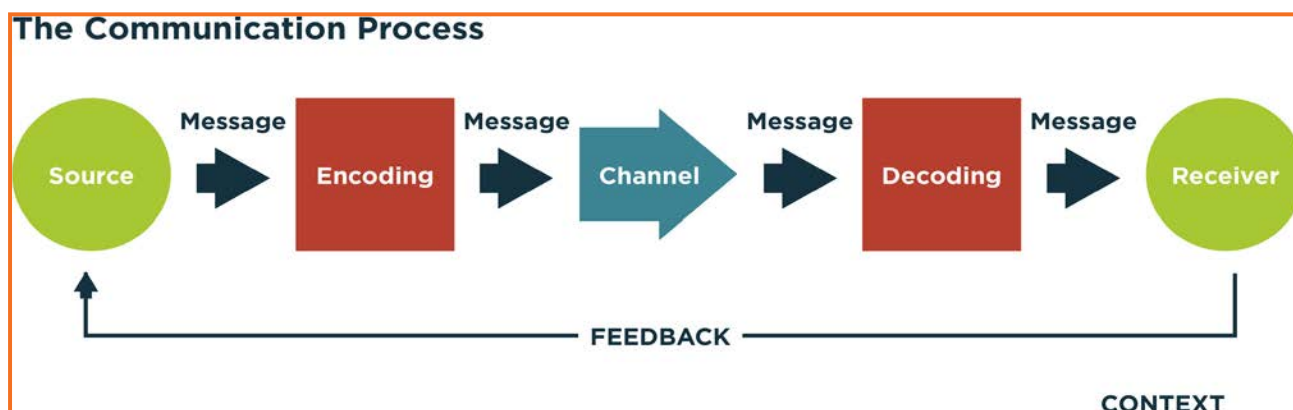 The Communication Process
Message Message Message Message
Source Encoding Channel Decoding Receiver
FEEDBACK
CONTEXT